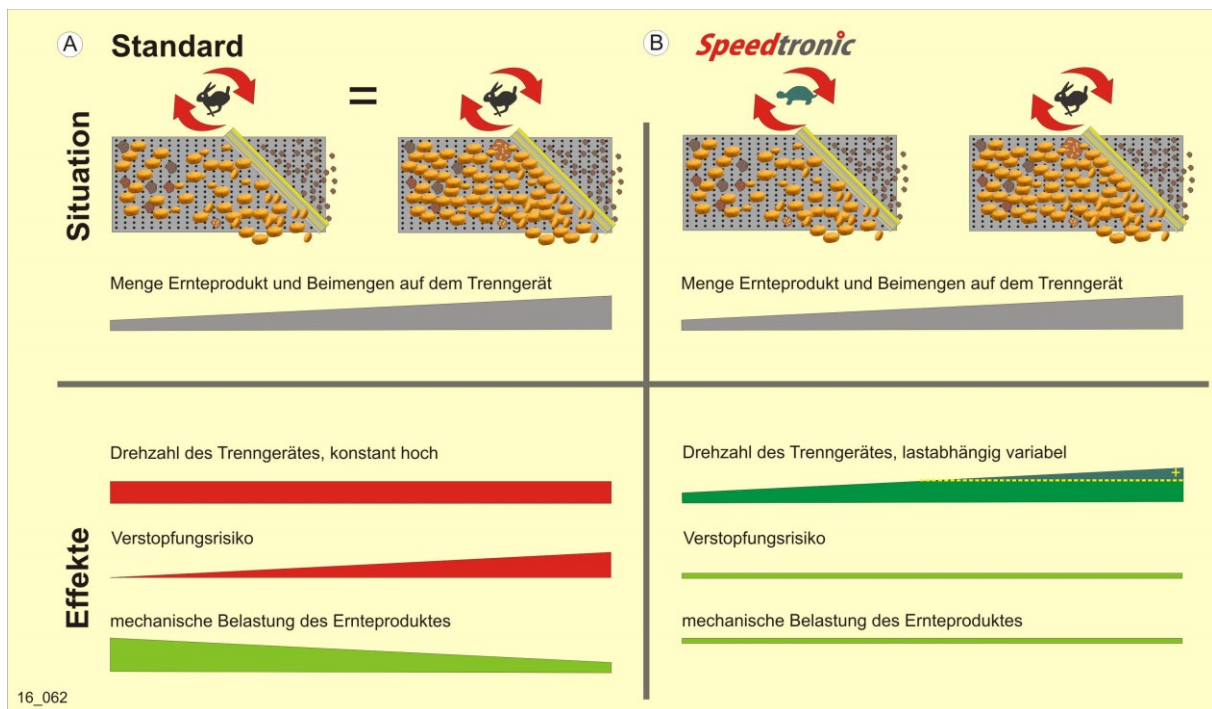 A Standard
B Speedtronic
Situation
=
Menge Ernteprodukt und Beimengen auf dem Trenngerät
Menge Ernteprodukt und Beimengen auf dem Trenngerät
Effekte
Drehzahl des Trenngerätes, konstant hoch
Verstopfungsrisiko
mechanische Belastung des Ernteproduktes
Drehzahl des Trenngerätes, lastabhängig variabel
+
Verstopfungsrisiko
mechanische Belastung des Ernteproduktes
16_062